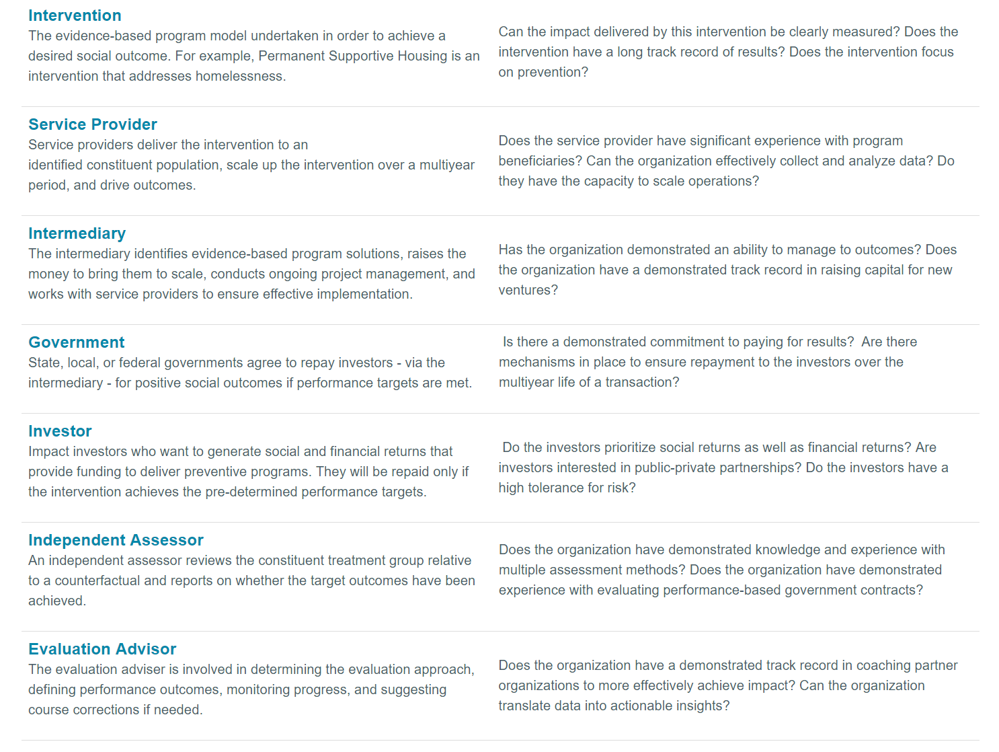 Intervention
The evidence-based program model undertaken in order to achieve a
desired social outcome. For example, Permanent Supportive Housing is an
intervention that addresses homelessness.
Can the impact delivered by this intervention be clearly measured? Does the
intervention have a long track record of results? Does the intervention focus
on prevention?
Service Provider
Service providers deliver the intervention to an
identified constituent population, scale up the intervention over a multiyear
period, and drive outcomes.
Does the service provider have significant experience with program
beneficiaries? Can the organization effectively collect and analyze data? Do
they have the capacity to scale operations?
Intermediary
The intermediary identifies evidence-based program solutions, raises the
money to bring them to scale, conducts ongoing project management, and
works with service providers to ensure effective implementation.
Has the organization demonstrated an ability to manage to outcomes? Does
the organization have a demonstrated track record in raising capital for new
ventures?
Government
State, local, or federal governments agree to repay investors - via the
intermediary - for positive social outcomes if performance targets are met.
Is there a demonstrated commitment to paying for results?  Are there
mechanisms in place to ensure repayment to the investors over the
multiyear life of a transaction?
Investor
Impact investors who want to generate social and financial returns that
provide funding to deliver preventive programs. They will be repaid only if
the intervention achieves the pre-determined performance targets.
Do the investors prioritize social returns as well as financial returns? Are
investors interested in public-private partnerships? Do the investors have a
high tolerance for risk?
Independent Assessor
An independent assessor reviews the constituent treatment group relative
to a counterfactual and reports on whether the target outcomes have been
achieved.
Does the organization have demonstrated knowledge and experience with
multiple assessment methods? Does the organization have demonstrated
experience with evaluating performance-based government contracts?
Evaluation Advisor
The evaluation adviser is involved in determining the evaluation approach,
defining performance outcomes, monitoring progress, and suggesting
course corrections if needed.
Does the organization have a demonstrated track record in coaching partner
organizations to more effectively achieve impact? Can the organization
translate data into actionable insights?